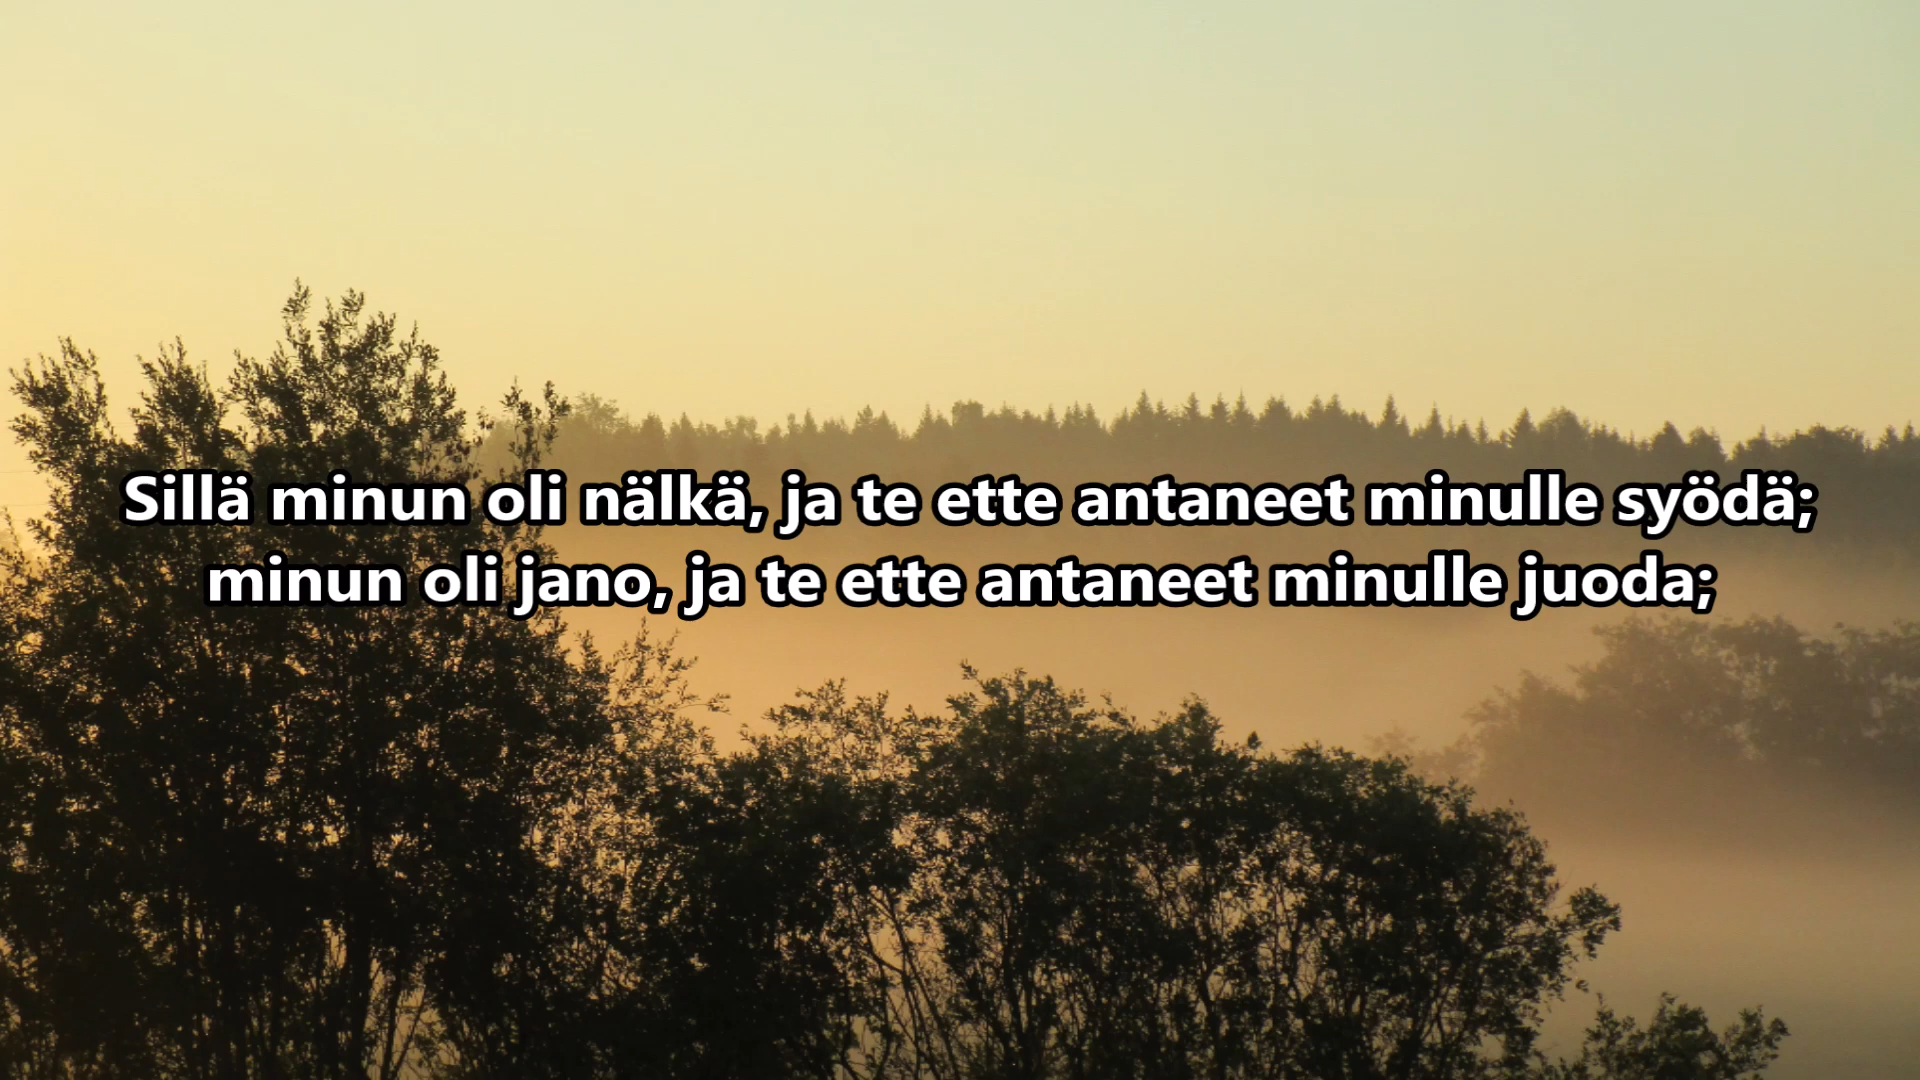 Sillä minun oli nälkä, ja te ette antaneet minulle syödä;
minun oli jano, ja te ette antaneet minulle juoda;